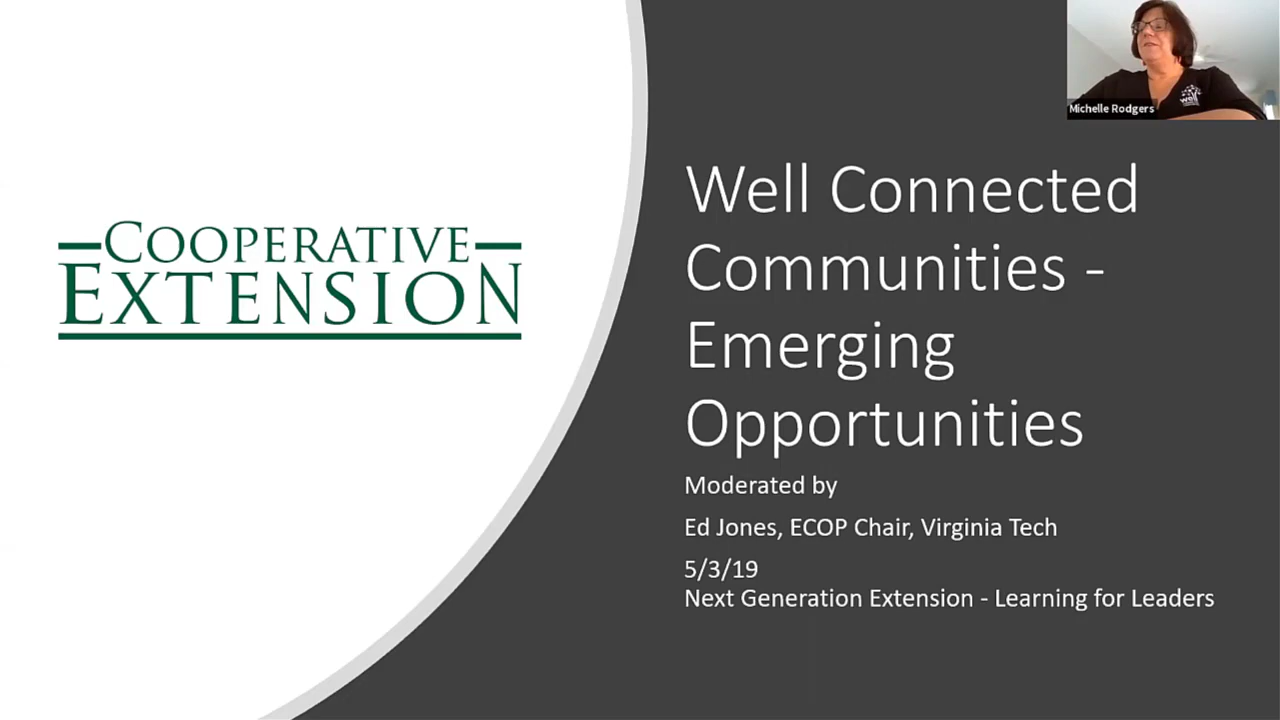 Michelle Rodgers
well
COOPERATIVE
EXTENSION
Well Connected
Communities -
Emerging
Opportunities
Moderated by
Ed Jones, ECOP Chair, Virginia Tech
5/3/19
Next Generation Extension - Learning for Leaders